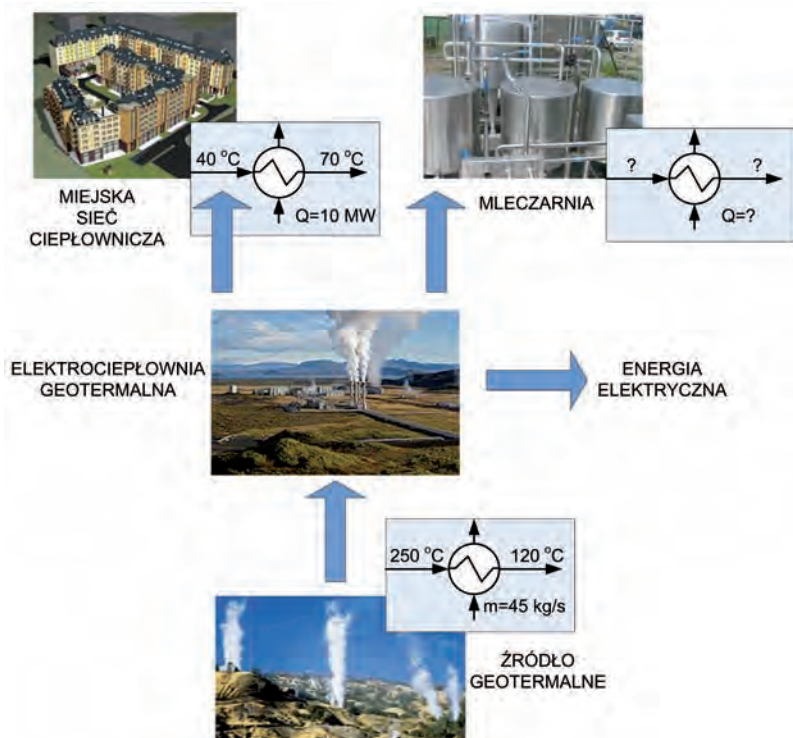 40 °C
70 °C
Q=10 MW
MIEJSKA
SIEĆ
CIEPŁOWNICZA
?
?
Q=?
MLECZARNIA
ELEKTROCIEPŁOWNIA
GEOTERMALNA
ENERGIA
ELEKTRYCZNA
250 °C
120 °C
m=45 kg/s
ŹRÓDŁO
GEOTERMALNE